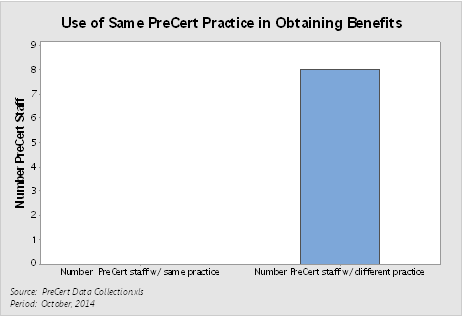 Use of Same PreCert Practice in Obtaining Benefits
Number PreCert Staff
9
8
7
6
5
4
3
2
1
0
Number PreCert staff w/ same practice
Number PreCert staff w/ different practice
Source: PreCert Data Collection.xls
Period: October, 2014